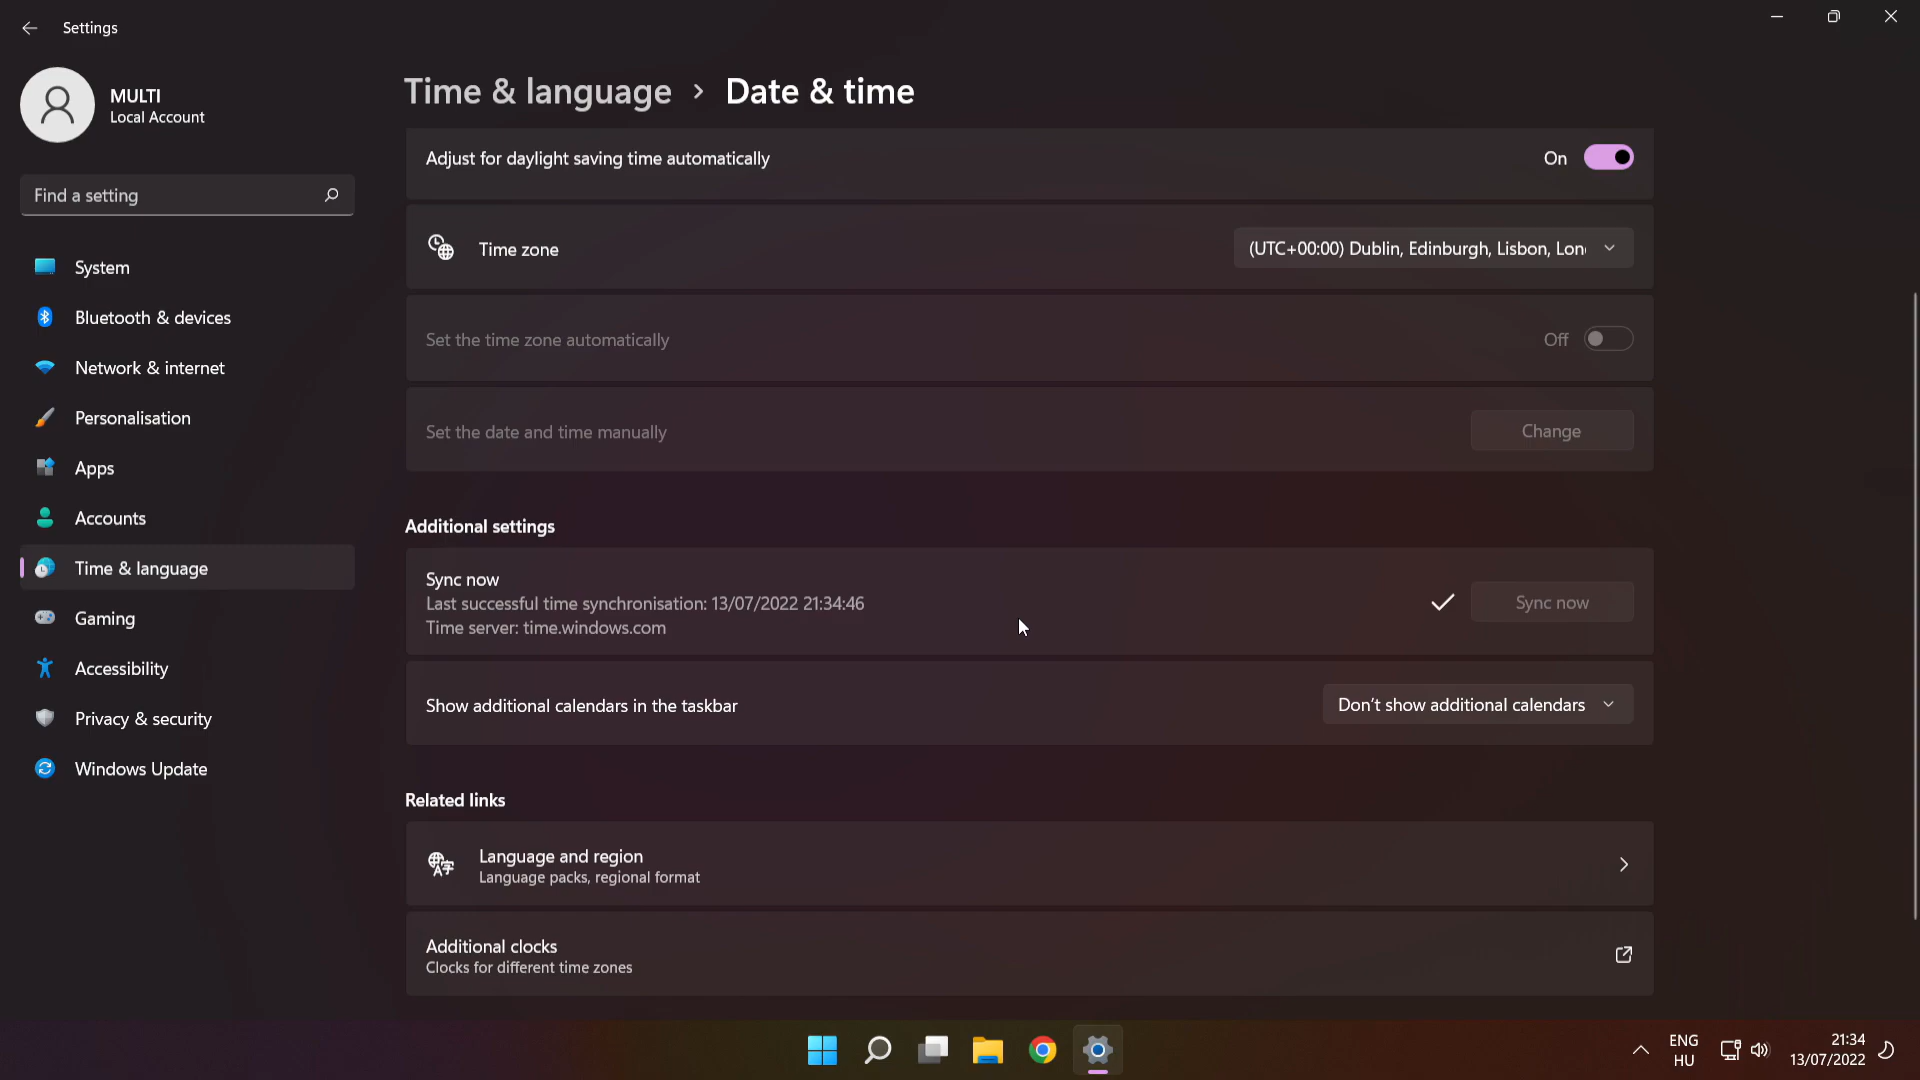 Settings
MULTI
Local Account
Find a setting
System
Bluetooth & devices
Network & internet
Personalisation
Apps
Accounts
Time & language
Gaming
Accessibility
Privacy & security
Windows Update
Time & language > Date & time
Adjust for daylight saving time automatically
On
Time zone
(UTC+00:00) Dublin, Edinburgh, Lisbon, Lon
Set the time zone automatically
Off
Set the date and time manually
Change
Additional settings
Sync now
Last successful time synchronisation: 13/07/2022 21:34:46
Time server: time.windows.com
Sync now
Show additional calendars in the taskbar
Don't show additional calendars
Related links
Language and region
Language packs, regional format
Additional clocks
Clocks for different time zones
ENG
HU
21:34
13/07/2022